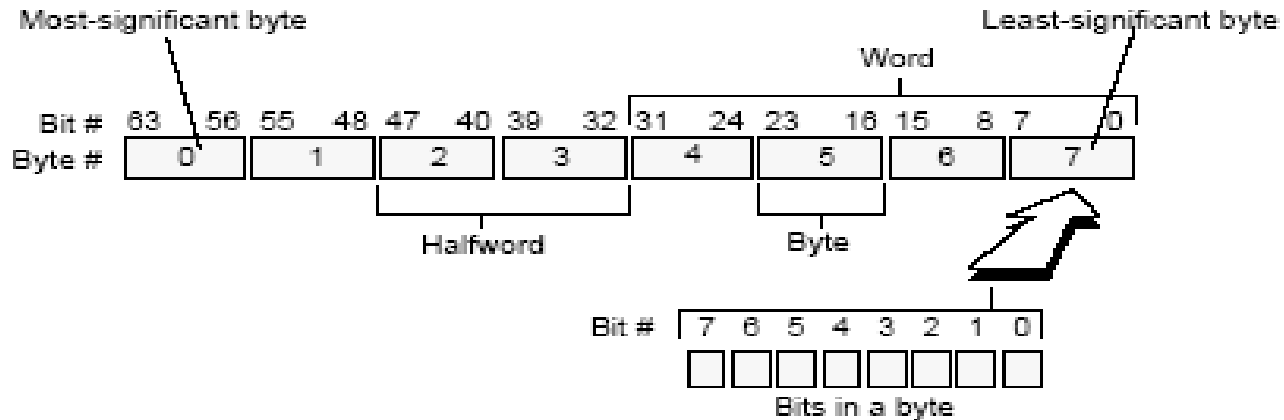 Most-significant byte Least-significant byte
Word
Bit # 63 56 55 48 47 40 39 32 31 24 23 16 15 8 7 0
Byte # 0 1 2 3 4 5 6 7
Halfword Byte
Bit # 7 6 5 4 3 2 1 0
Bits in a byte